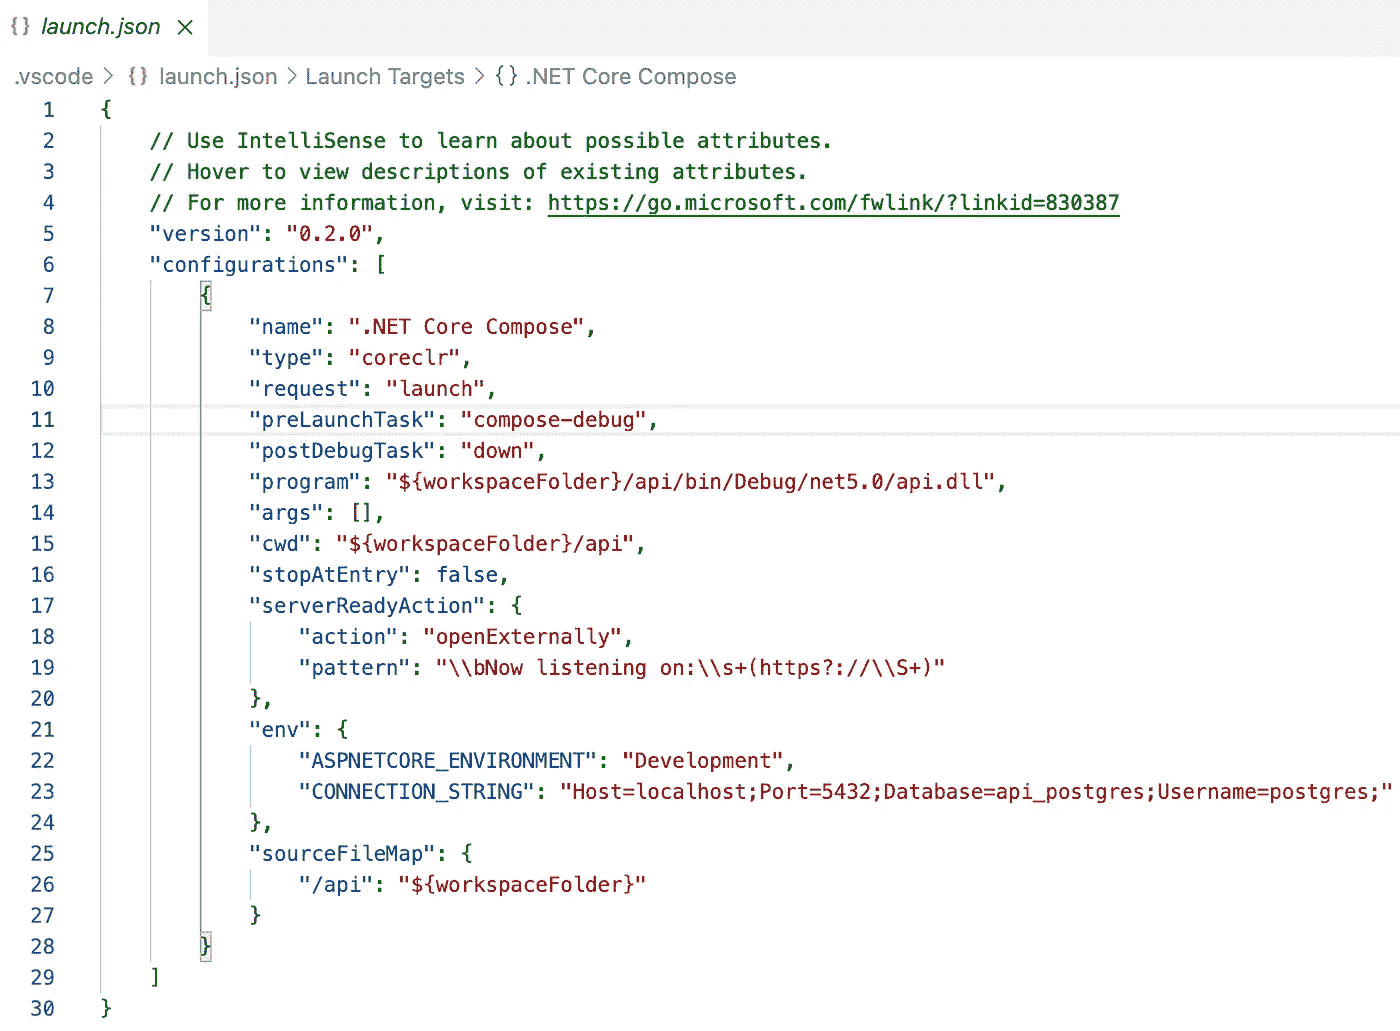 {} launch.json ×
.vscode > {} launch.json > Launch Targets > {} .NET Core Compose
1 {
2 // Use IntelliSense to learn about possible attributes.
3 // Hover to view descriptions of existing attributes.
4 // For more information, visit: https://go.microsoft.com/fwlink/?linkid=830387
5 "version": "0.2.0",
6 "configurations": [
7 {
8 "name": ".NET Core Compose",
9 "type": "coreclr",
10 "request": "launch",
11 "preLaunchTask": "compose-debug",
12 "postDebugTask": "down",
13 "program": "${workspaceFolder}/api/bin/Debug/net5.0/api.dll",
14 "args": [],
15 "cwd": "${workspaceFolder}/api",
16 "stopAtEntry": false,
17 "serverReadyAction": {
18 "action": "openExternally",
19 "pattern": "\\bNow listening on:\\s+(https?://\\S+)"
20 },
21 "env": {
22 "ASPNETCORE_ENVIRONMENT": "Development",
23 "CONNECTION_STRING": "Host=localhost;Port=5432;Database=api_postgres;Username=postgres;"
24 },
25 "sourceFileMap": {
26 "/api": "${workspaceFolder}"
27 }
28 }
29 ]
30 }